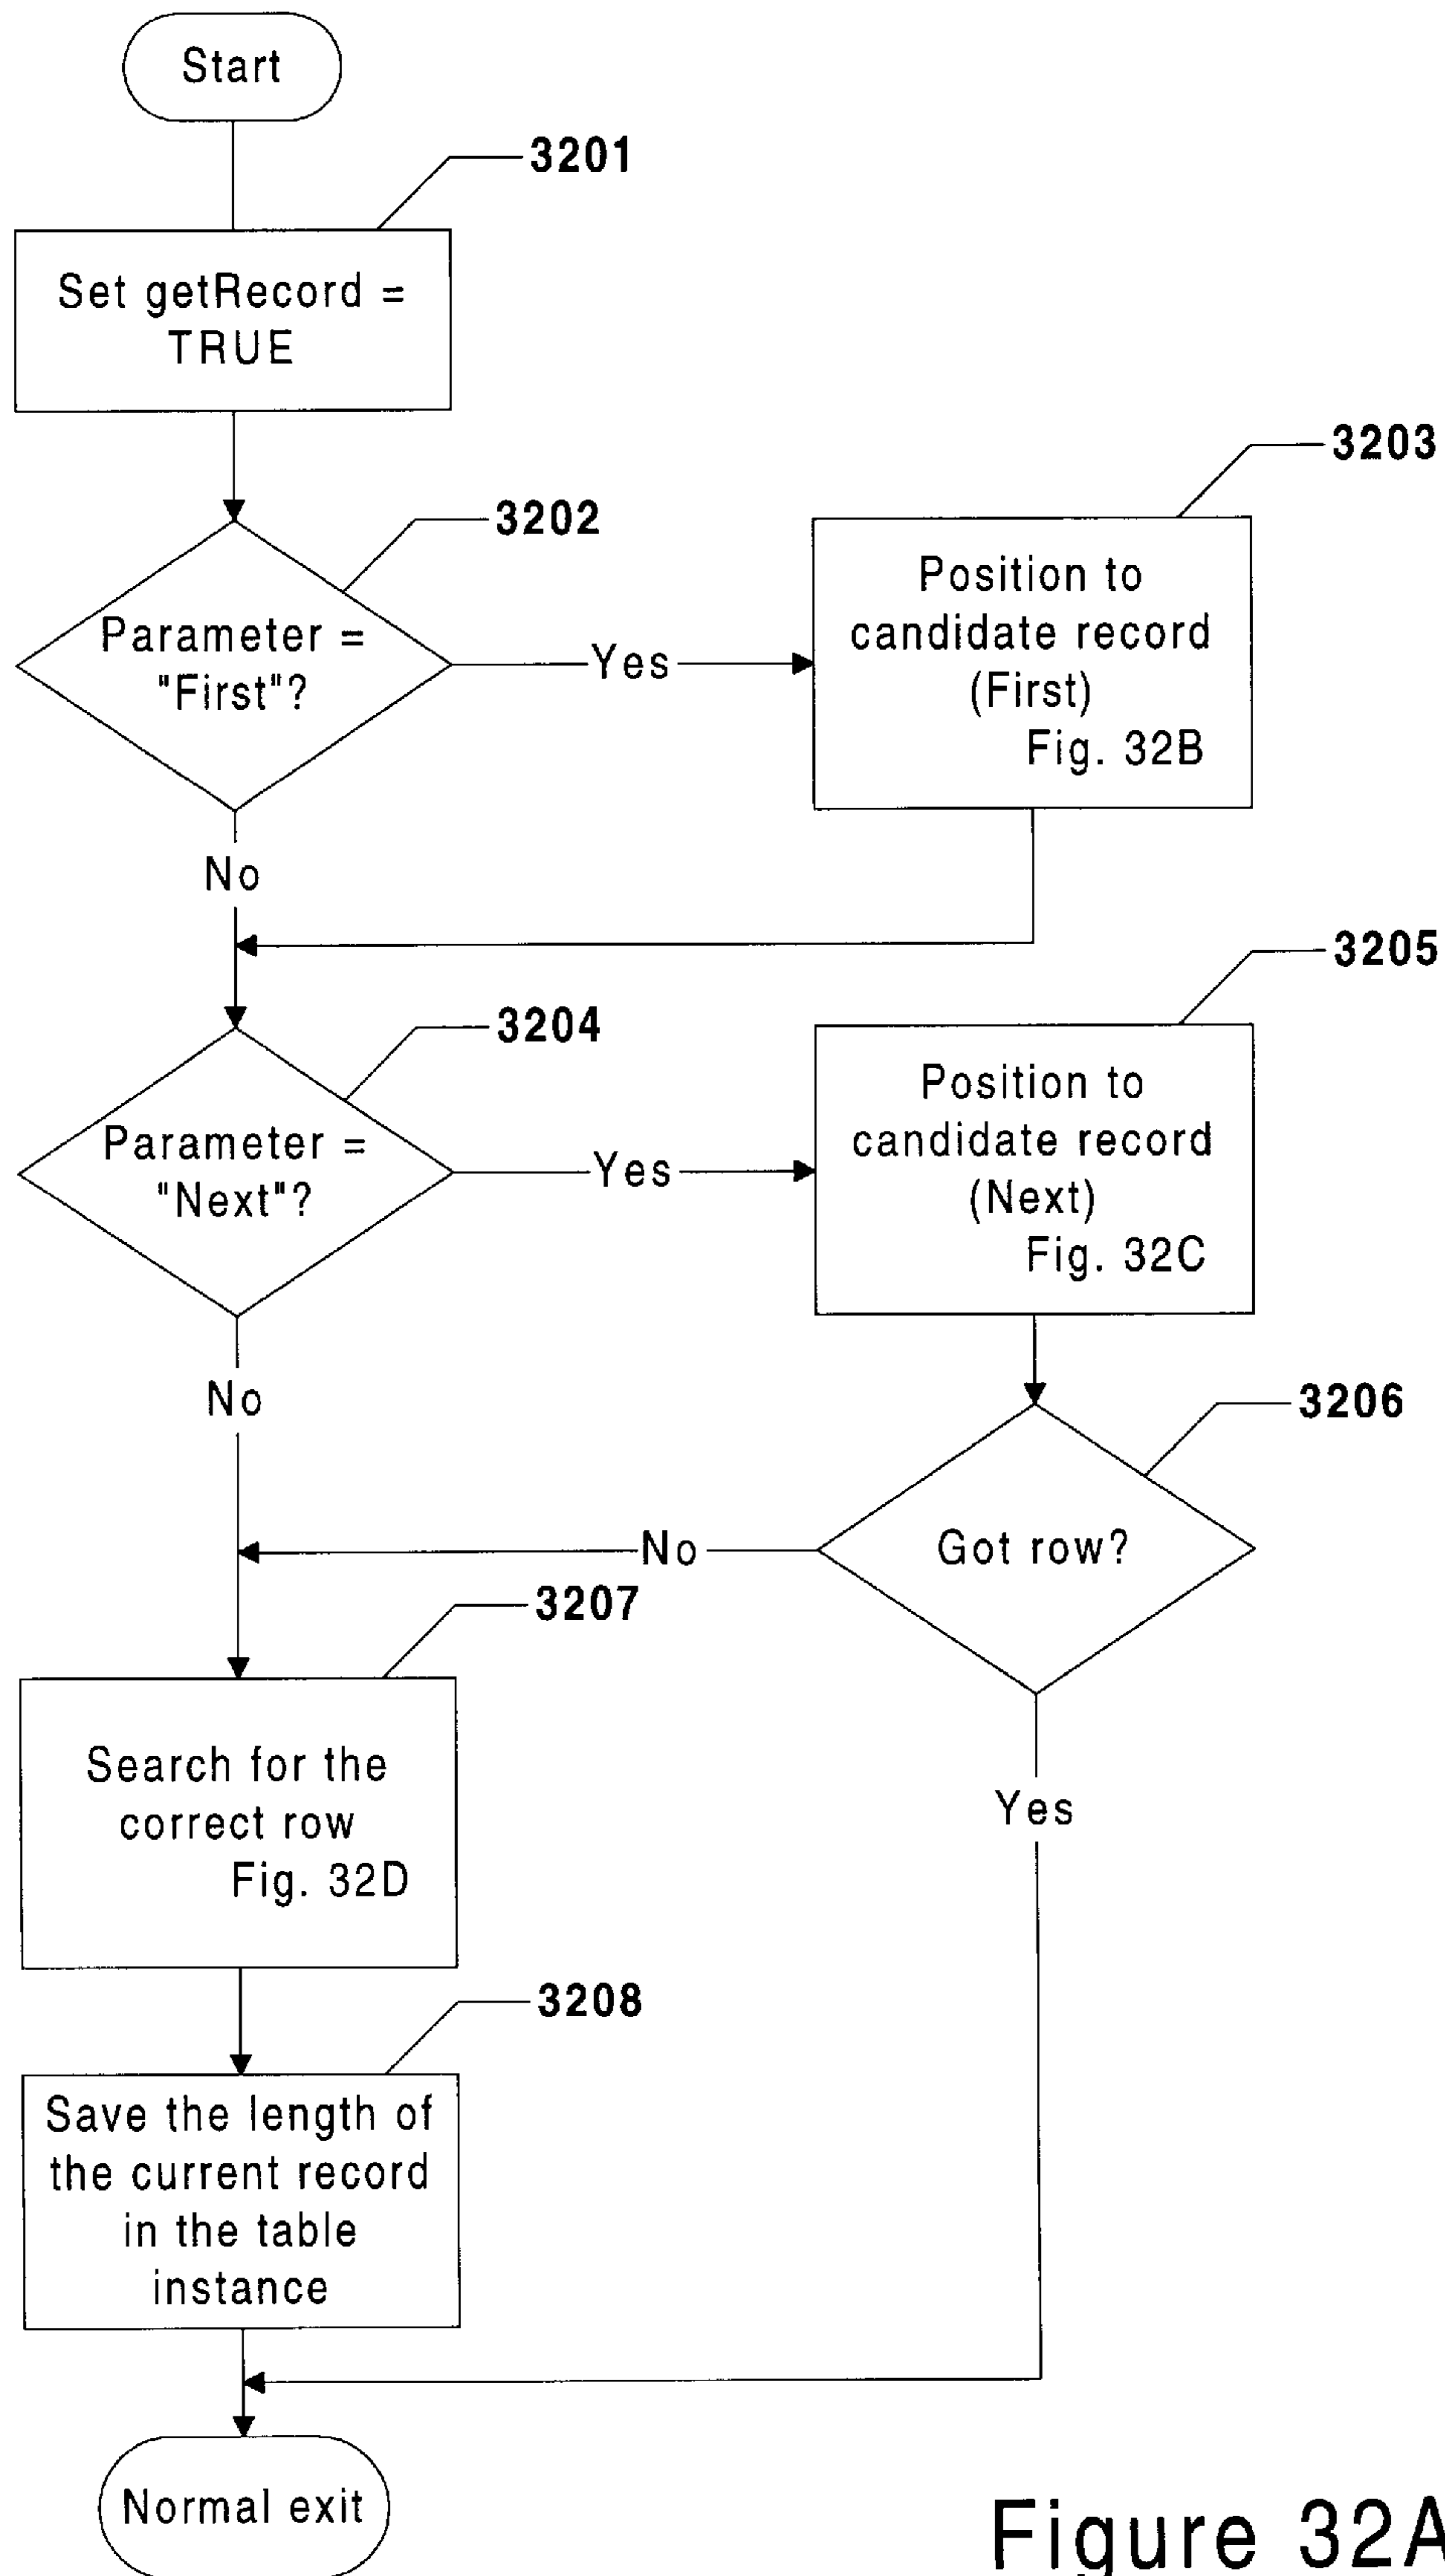 Start
3201
Set getRecord =
TRUE
3202
Parameter =
"First"?
Yes
3203
Position to
candidate record
(First)
Fig. 32B
No
3204
Parameter =
"Next"?
Yes
3205
Position to
candidate record
(Next)
Fig. 32C
No
3206
Got row?
No
Yes
3207
Search for the
correct row
Fig. 32D
3208
Save the length of
the current record
in the table
instance
Normal exit
Figure 32A